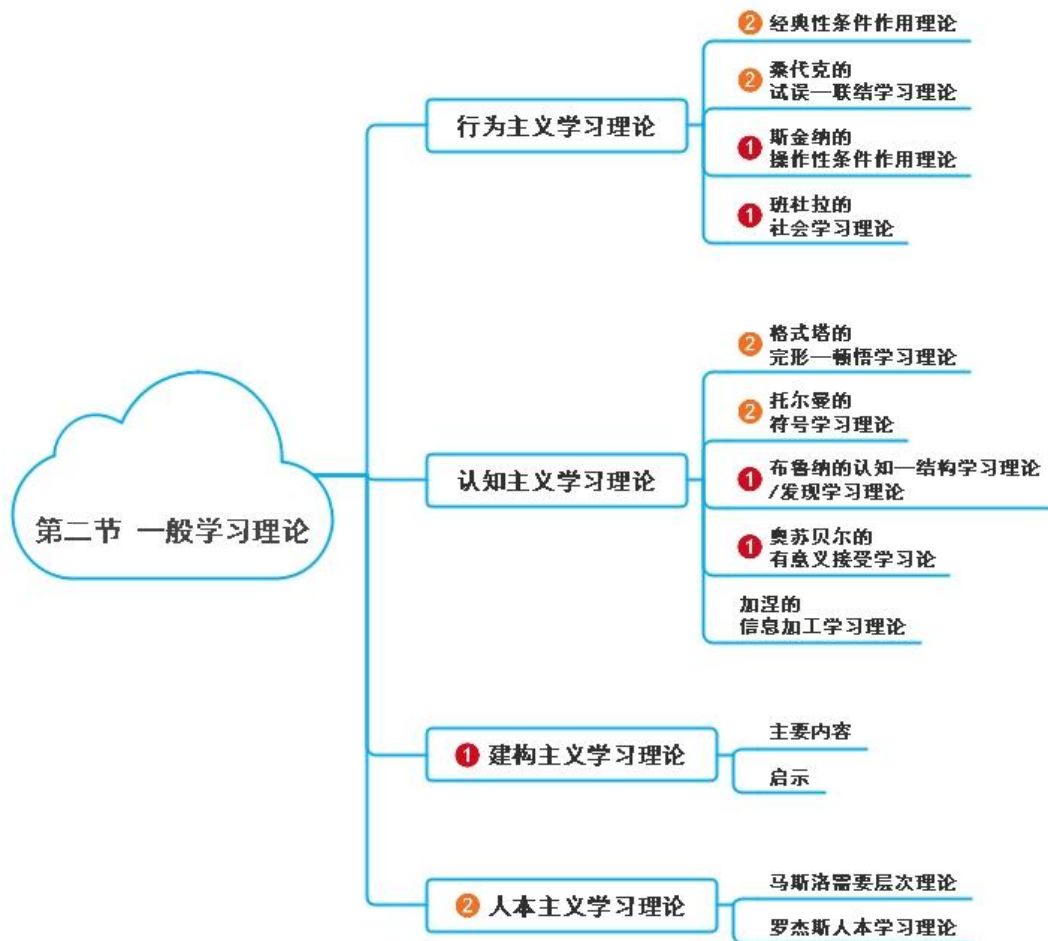 第二节 一般学习理论
行为主义学习理论
2 经典性条件作用理论
2 桑代克的
试误—联结学习理论
1 斯金纳的
操作性条件作用理论
1 班杜拉的
社会学习理论
认知主义学习理论
2 格式塔的
完形—顿悟学习理论
2 托尔曼的
符号学习理论
1 布鲁纳的认知—结构学习理论
/发现学习理论
1 奥苏贝尔的
有意义接受学习论
加涅的
信息加工学习理论
1 建构主义学习理论
主要内容
启示
2 人本主义学习理论
马斯洛需要层次理论
罗杰斯人本学习理论